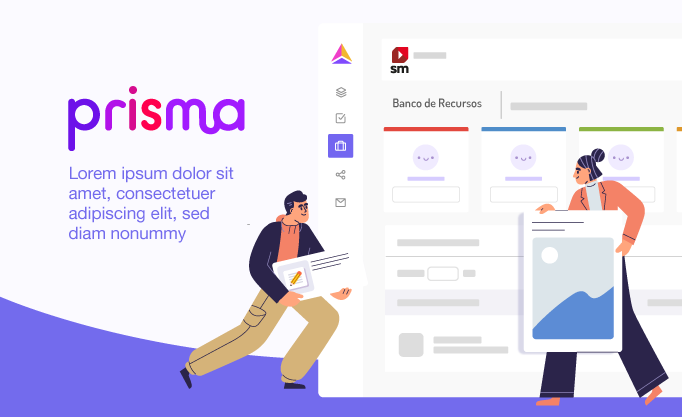 prisma
Lorem ipsum dolor sit
amet, consectetuer
adipiscing elit, sed
diam nonummy
sm
Banco de Recursos